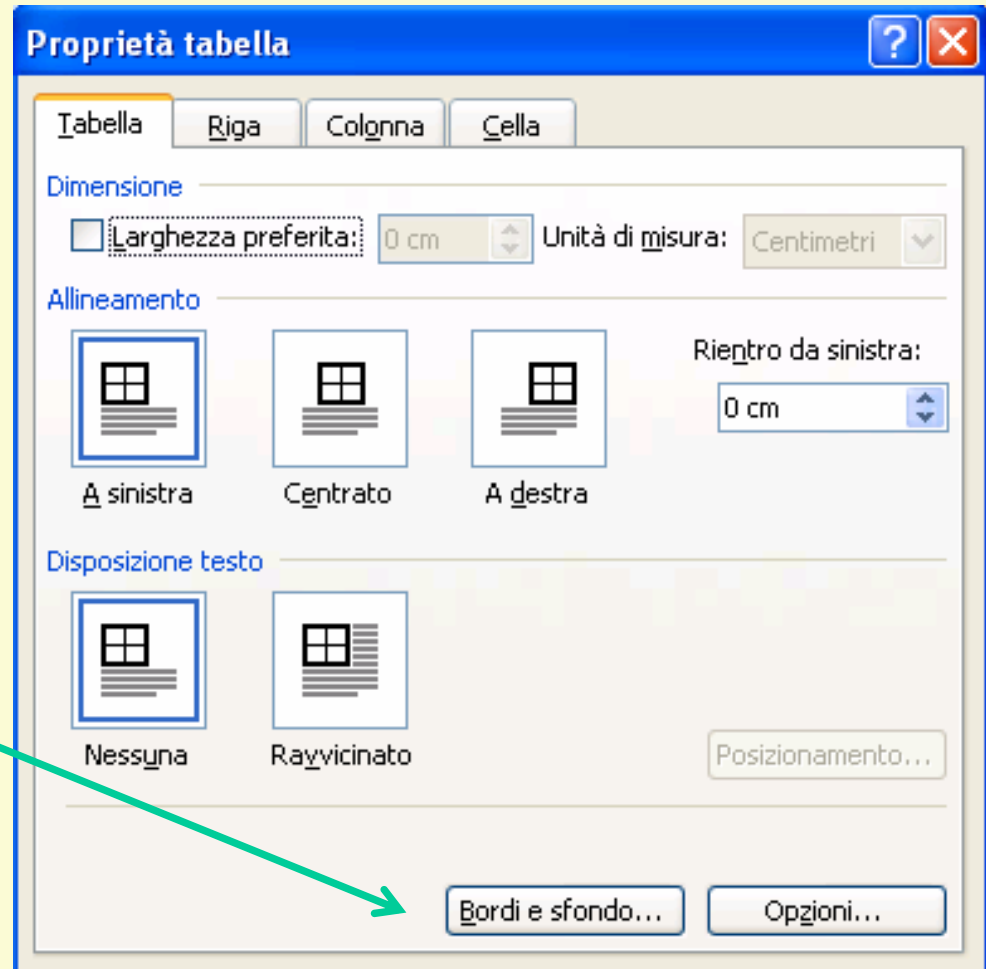 Proprietà tabella
Tabella Riga Colonna Cella
Dimensione
Larghezza preferita: 0 cm Unità di misura: Centimetri
Allineamento
Rientro da sinistra:
0 cm
A sinistra Centrato A destra
Disposizione testo
Nessuna Ravvicinato Posizionamento...
Bordi e sfondo... Opzioni...